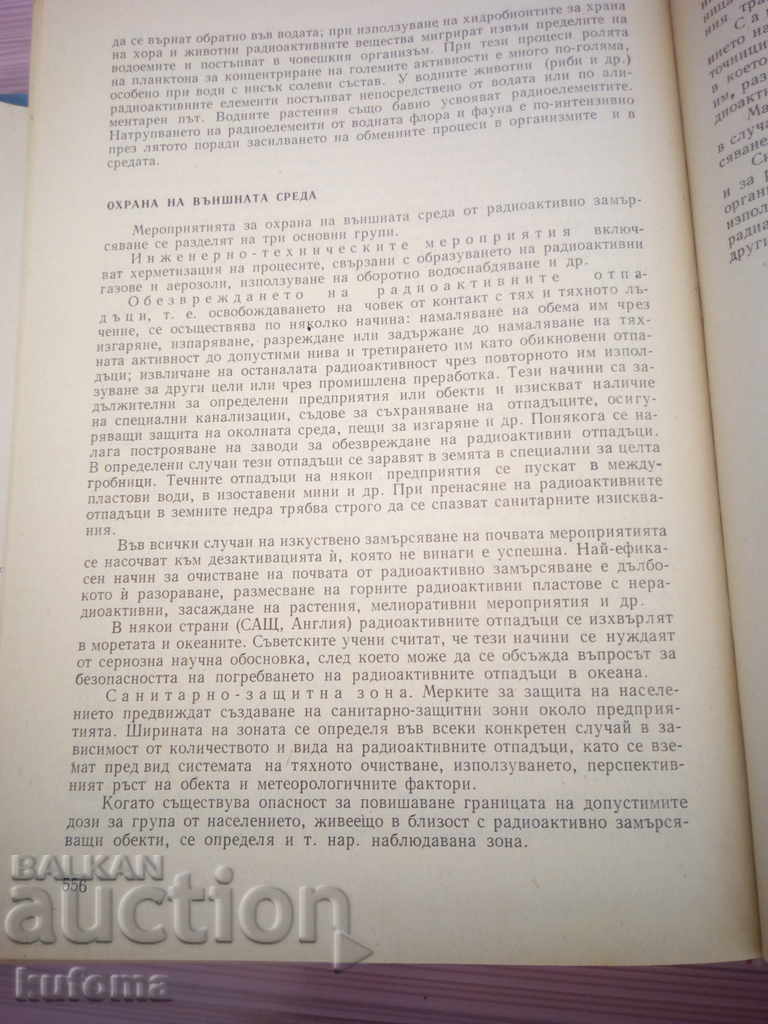 да се върнат обратно във водата; при използуване на хидробионтите за храна
на хора и животни радиоактивните вещества мигрират извън пределите на
водоемите и постъпват в човешкия организъм. При тези процеси ролята
на планктона за концентриране на големите активности е много по-голяма,
особено при води с нисък солеви състав. У водните животни (риби и др.)
радиоактивните елементи постъпват непосредствено от водата или по али-
ментарен път. Водните растения също бавно усвояват радиоелементите.
Натрупването на радиоелементи от водната флора и фауна е по-интензивно
през лятото поради засилването на обменните процеси в организмите и в
средата.
ОХРАНА НА ВЪНШНАТА СРЕДА
Мероприятията за охрана на външната среда от радиоактивно замър-
сяване се разделят на три основни групи.
Инженерно-техническите мероприятия включ-
ват херметизация на процесите, свързани с образуването на радиоактивни
газове и аерозоли, използуване на оборотно водоснабдяване и др.
Обезвреждането на радиоактивните отпа-
дъци, т. е. освобождаването на човек от контакт с тях и тяхното лъ-
чение, се осъществява по няколко начина: намаляване на обема им чрез
изгаряне, изпаряване, разреждане или задържане до намаляване на тях-
ната активност до допустими нива и третирането им като обикновени отпа-
дъци; извличане на останалата радиоактивност чрез повторното им изпол-
зуване за други цели или чрез промишлена преработка. Тези начини са за-
дължителни за определени предприятия или обекти и изискват наличие
на специални канализации, съдове за съхраняване на отпадъците, осигу-
ряващи защита на околната среда, пещи за изгаряне и др. Понякога се на-
лага построяване на заводи за обезвреждане на радиоактивни отпадъци.
В определени случаи тези отпадъци се заравят в земята в специални за целта
гробници. Течните отпадъци на някои предприятия се пускат в между-
пластови води, в изоставени мини и др. При пренасяне на радиоактивните
отпадъци в земните недра трябва строго да се спазват санитарните изисква-
ния.
Във всички случаи на изкуствено замърсяване на почвата мероприятията
се насочват към дезактивацията ѝ, която не винаги е успешна. Най-ефика-
сен начин за очистване на почвата от радиоактивно замърсяване е дълбо-
кото ѝ разораване, размесване на горните радиоактивни пластове с нера-
диоактивни, засаждане на растения, мелиоративни мероприятия и др.
В някои страни (САЩ, Англия) радиоактивните отпадъци се изхвърлят
в моретата и океаните. Съветските учени считат, че тези начини се нуждаят
от сериозна научна обосновка, след което може да се обсъжда въпросът за
безопасността на погребването на радиоактивните отпадъци в океана.
Санитарно-защитна зона. Мерките за защита на населе-
нието предвиждат създаване на санитарно-защитни зони около предприя-
тията. Ширината на зоната се определя във всеки конкретен случай в за-
висимост от количеството и вида на радиоактивните отпадъци, като се взе-
мат предвид системата на тяхното очистване, използуването, перспектив-
ният ръст на обекта и метеорологичните фактори.
Когато съществува опасност за повишаване границата на допустимите
дози за група от населението, живеещо в близост с радиоактивно замърся-
ващи обекти, се определя и т. нар. наблюдавана зона.
556
BALKAN
auction
kufoma